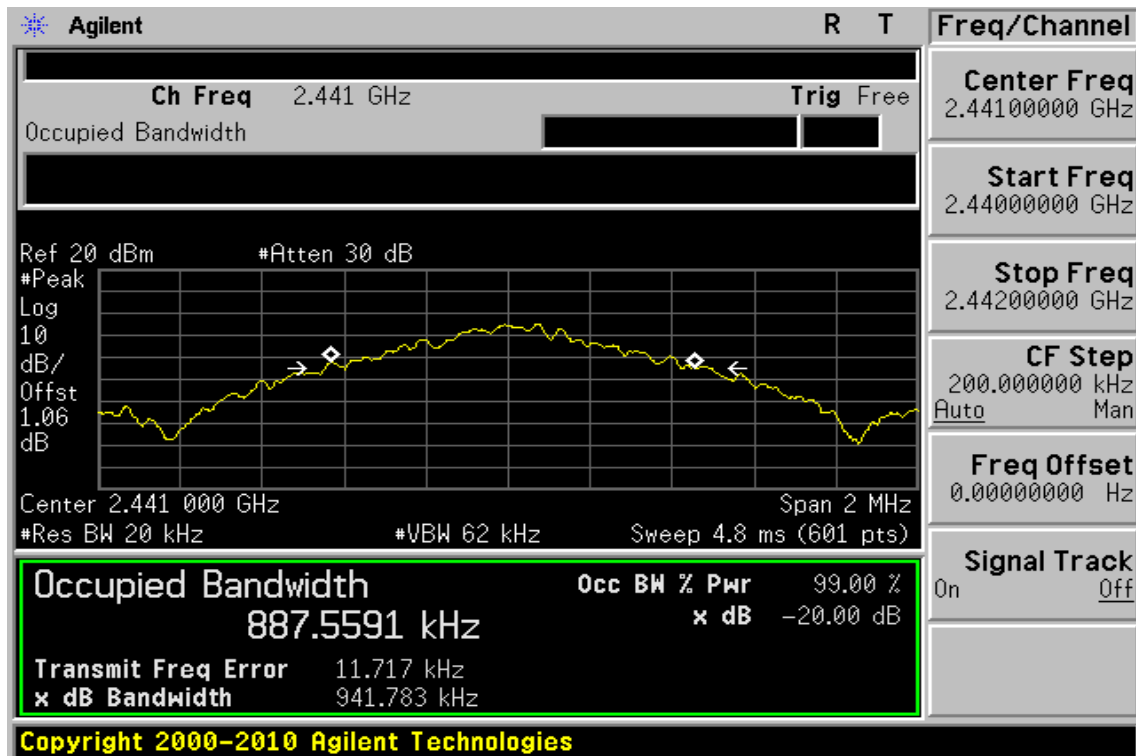 Agilent R T Freq/Channel
Ch Freq 2.441 GHz Trig Free
Occupied Bandwidth
Center Freq
2.44100000 GHz
Start Freq
2.44000000 GHz
Stop Freq
2.44200000 GHz
CF Step
200.000000 kHz
Auto Man
Freq Offset
0.00000000 Hz
Signal Track
On Off
Ref 20 dBm #Atten 30 dB
#Peak
Log
10
dB/
Offst
1.06
dB
Center 2.441 000 GHz Span 2 MHz
#Res BW 20 kHz #VBW 62 kHz Sweep 4.8 ms (601 pts)
Occupied Bandwidth Occ BW % Pwr 99.00 %
887.5591 kHz x dB -20.00 dB
Transmit Freq Error 11.717 kHz
x dB Bandwidth 941.783 kHz
Copyright 2000-2010 Agilent Technologies